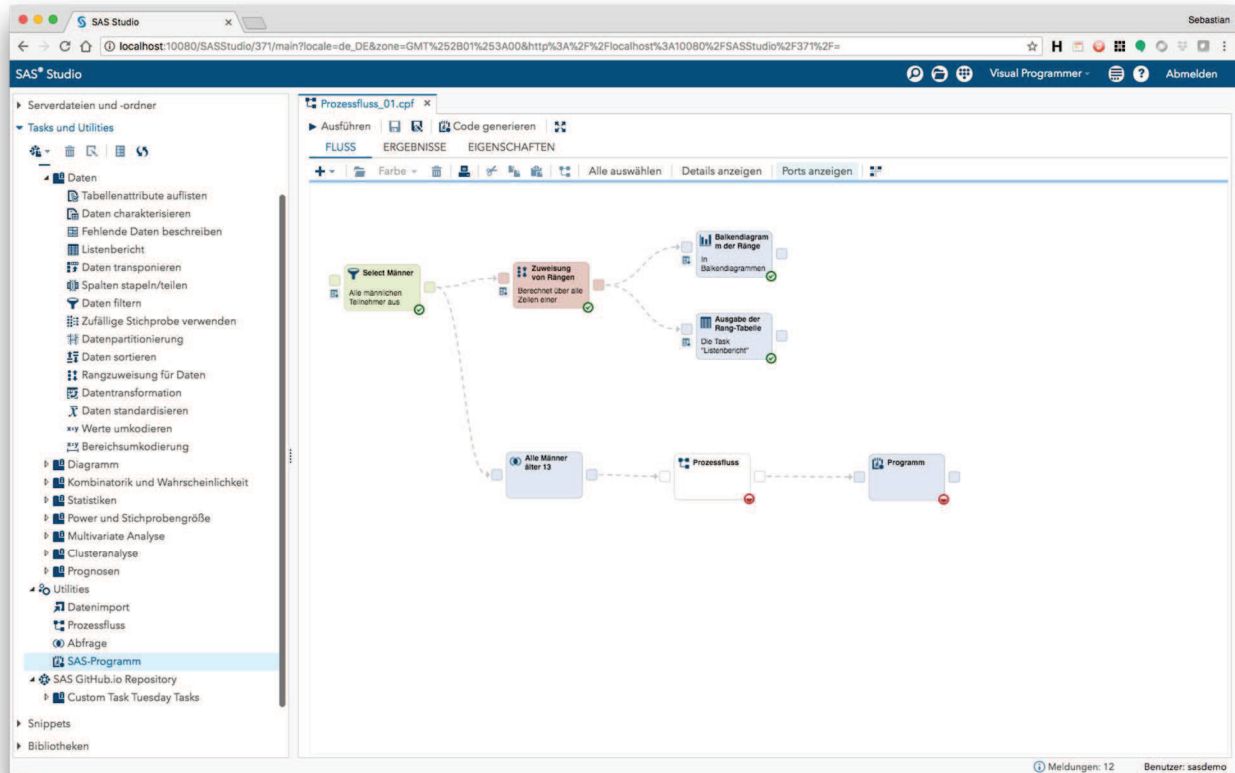 SAS Studio
Sebastian
localhost:10080/SASStudio/371/main?locale=de_DE&zone=GMT%252B01%253A00&http%3A%2F%2Flocalhost%3A10080%2FSASStudio%2F371%2F=
SAS® Studio
Visual Programmer
Abmelden
Serverdateien und -ordner
Tasks und Utilities
Daten
Tabellenattribute auflisten
Daten charakterisieren
Fehlende Daten beschreiben
Listenbericht
Daten transponieren
Spalten stapeln/teilen
Daten filtern
Zufällige Stichprobe verwenden
Datenpartitionierung
Daten sortieren
Rangzuweisung für Daten
Datentransformation
Daten standardisieren
Werte umkodieren
Bereichsumkodierung
Diagramm
Kombinatorik und Wahrscheinlichkeit
Statistiken
Power und Stichprobengröße
Multivariate Analyse
Clusteranalyse
Prognosen
Utilities
Datenimport
Prozessfluss
Abfrage
SAS-Programm
SAS GitHub.io Repository
Custom Task Tuesday Tasks
Snippets
Bibliotheken
Prozessfluss_01.cpf
Ausführen
Code generieren
FLUSS ERGEBNISSE EIGENSCHAFTEN
Farbe
Alle auswählen
Details anzeigen
Ports anzeigen
Select Männer
Alle männlichen
Teilnehmer aus
Zuweisung
von Rängen
Berechnet über alle
Zeilen einer
Balkendiagram
m der Ränge
In
Balkendiagrammen
Ausgabe der
Rang-Tabelle
Die Task
"Listenbericht"
Alle Männer
älter 13
Prozessfluss
Programm
Meldungen: 12
Benutzer: sasdemo